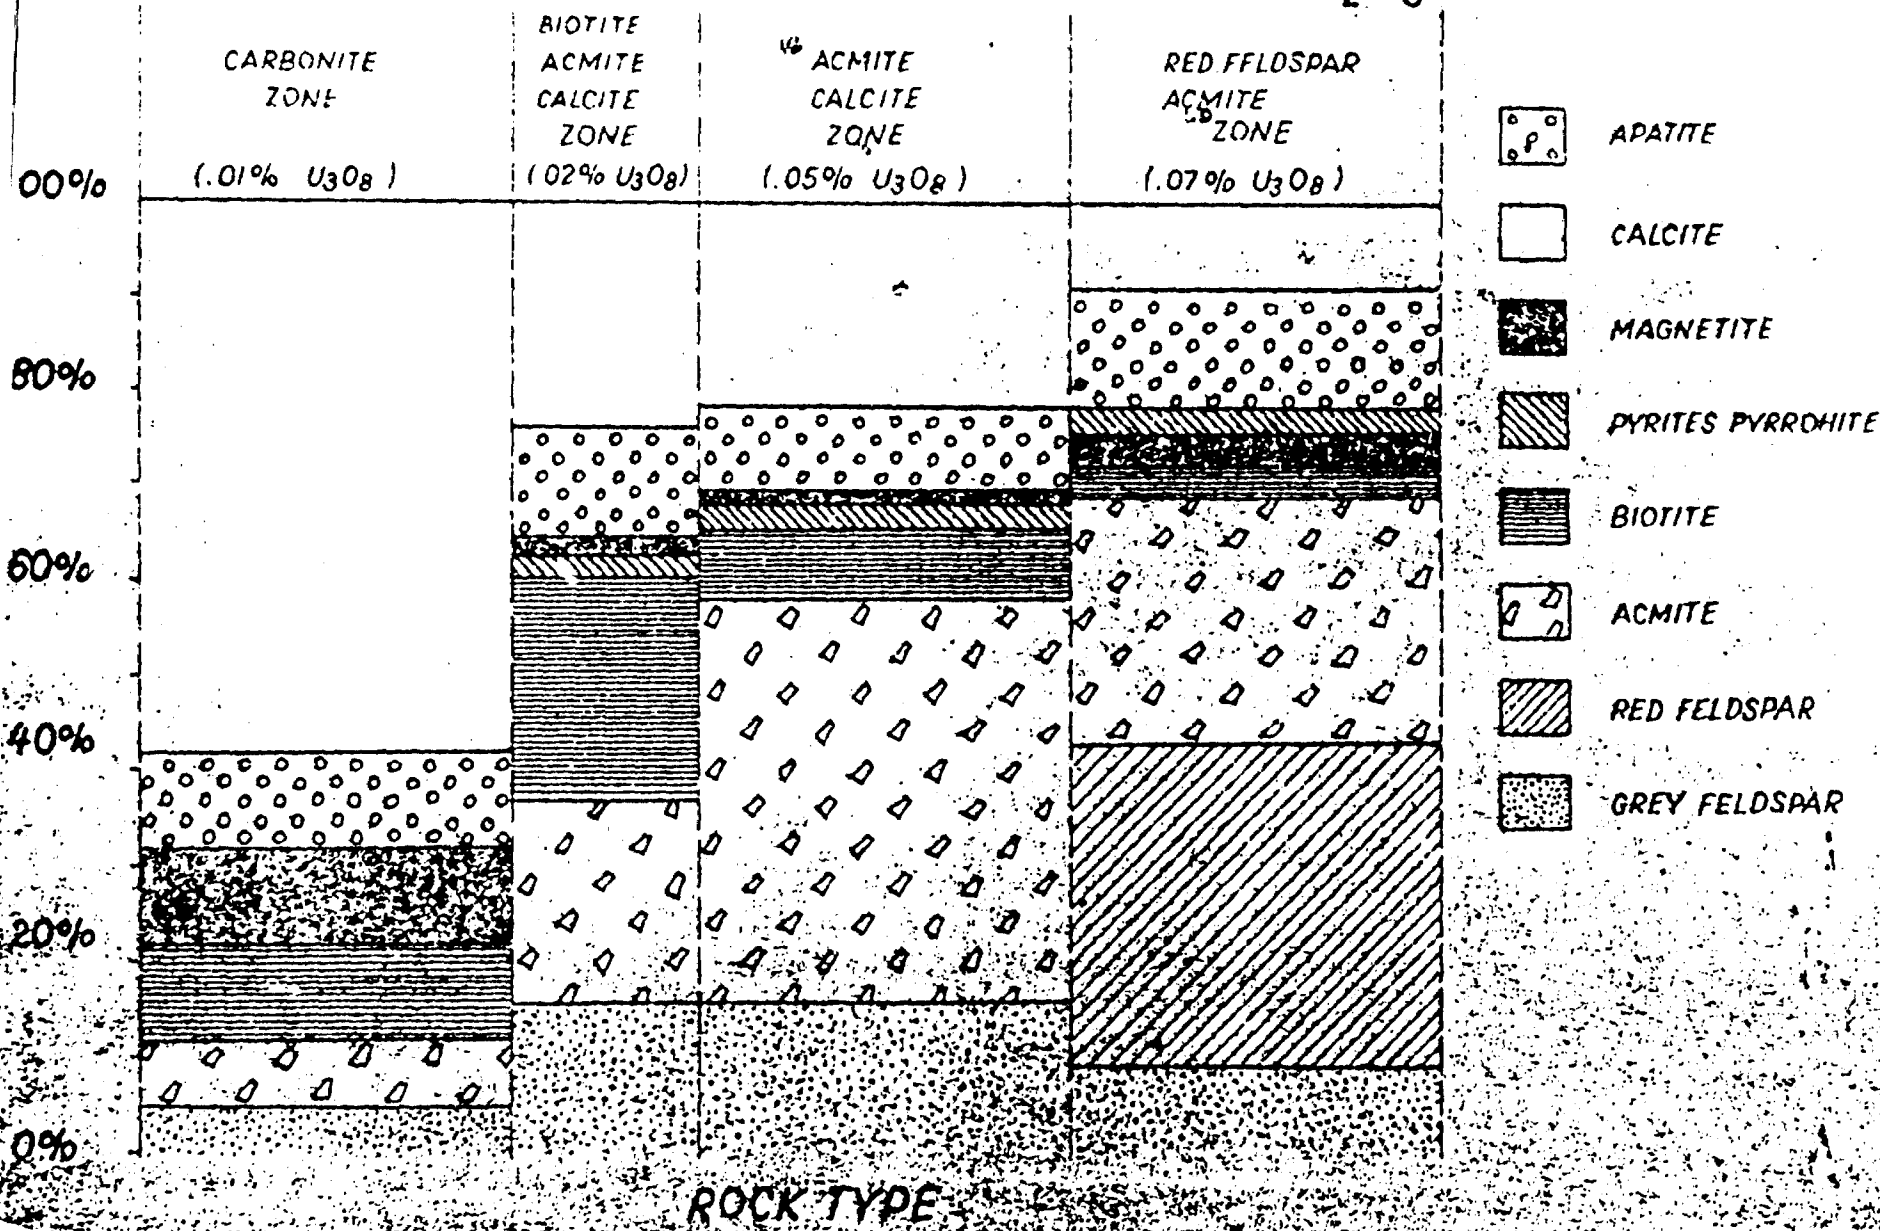 CARBONITE
ZONE
(.01% U3O8)
BIOTITE
ACMITE
CALCITE
ZONE
(02% U3O8)
ACMITE
CALCITE
ZONE
(.05% U3O8)
RED FFLDSPAR
ACMITE
ZONE
(.07% U3O8)
00%
80%
60%
40%
20%
0%
APATITE
CALCITE
MAGNETITE
PYRITES PYRROHITE
BIOTITE
ACMITE
RED FELDSPAR
GREY FELDSPAR
ROCK TYPE